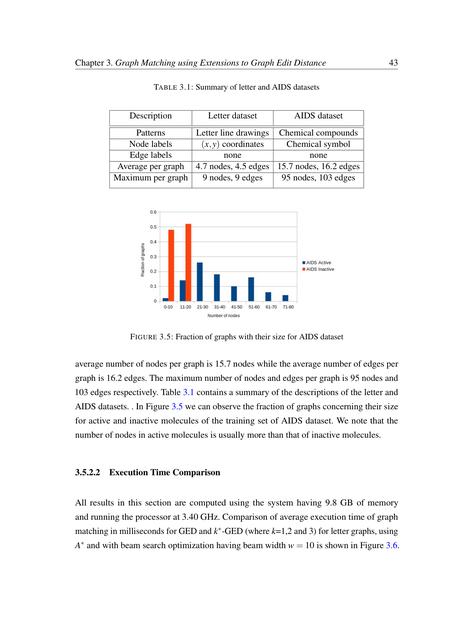 Chapter 3. Graph Matching using Extensions to Graph Edit Distance 43
TABLE 3.1: Summary of letter and AIDS datasets
Description Letter dataset AIDS dataset
Patterns Letter line drawings Chemical compounds
Node labels (x,y) coordinates Chemical symbol
Edge labels none none
Average per graph 4.7 nodes, 4.5 edges 15.7 nodes, 16.2 edges
Maximum per graph 9 nodes, 9 edges 95 nodes, 103 edges
0.6
0.5
0.4
0.3
0.2
0.1
0
Fraction of graphs
0-10 11-20 21-30 31-40 41-50 51-60 61-70 71-80
Number of nodes
AIDS Active
AIDS Inactive
FIGURE 3.5: Fraction of graphs with their size for AIDS dataset
average number of nodes per graph is 15.7 nodes while the average number of edges per
graph is 16.2 edges. The maximum number of nodes and edges per graph is 95 nodes and
103 edges respectively. Table 3.1 contains a summary of the descriptions of the letter and
AIDS datasets. . In Figure 3.5 we can observe the fraction of graphs concerning their size
for active and inactive molecules of the training set of AIDS dataset. We note that the
number of nodes in active molecules is usually more than that of inactive molecules.
3.5.2.2 Execution Time Comparison
All results in this section are computed using the system having 9.8 GB of memory
and running the processor at 3.40 GHz. Comparison of average execution time of graph
matching in milliseconds for GED and k*-GED (where k=1,2 and 3) for letter graphs, using
A* and with beam search optimization having beam width w = 10 is shown in Figure 3.6.